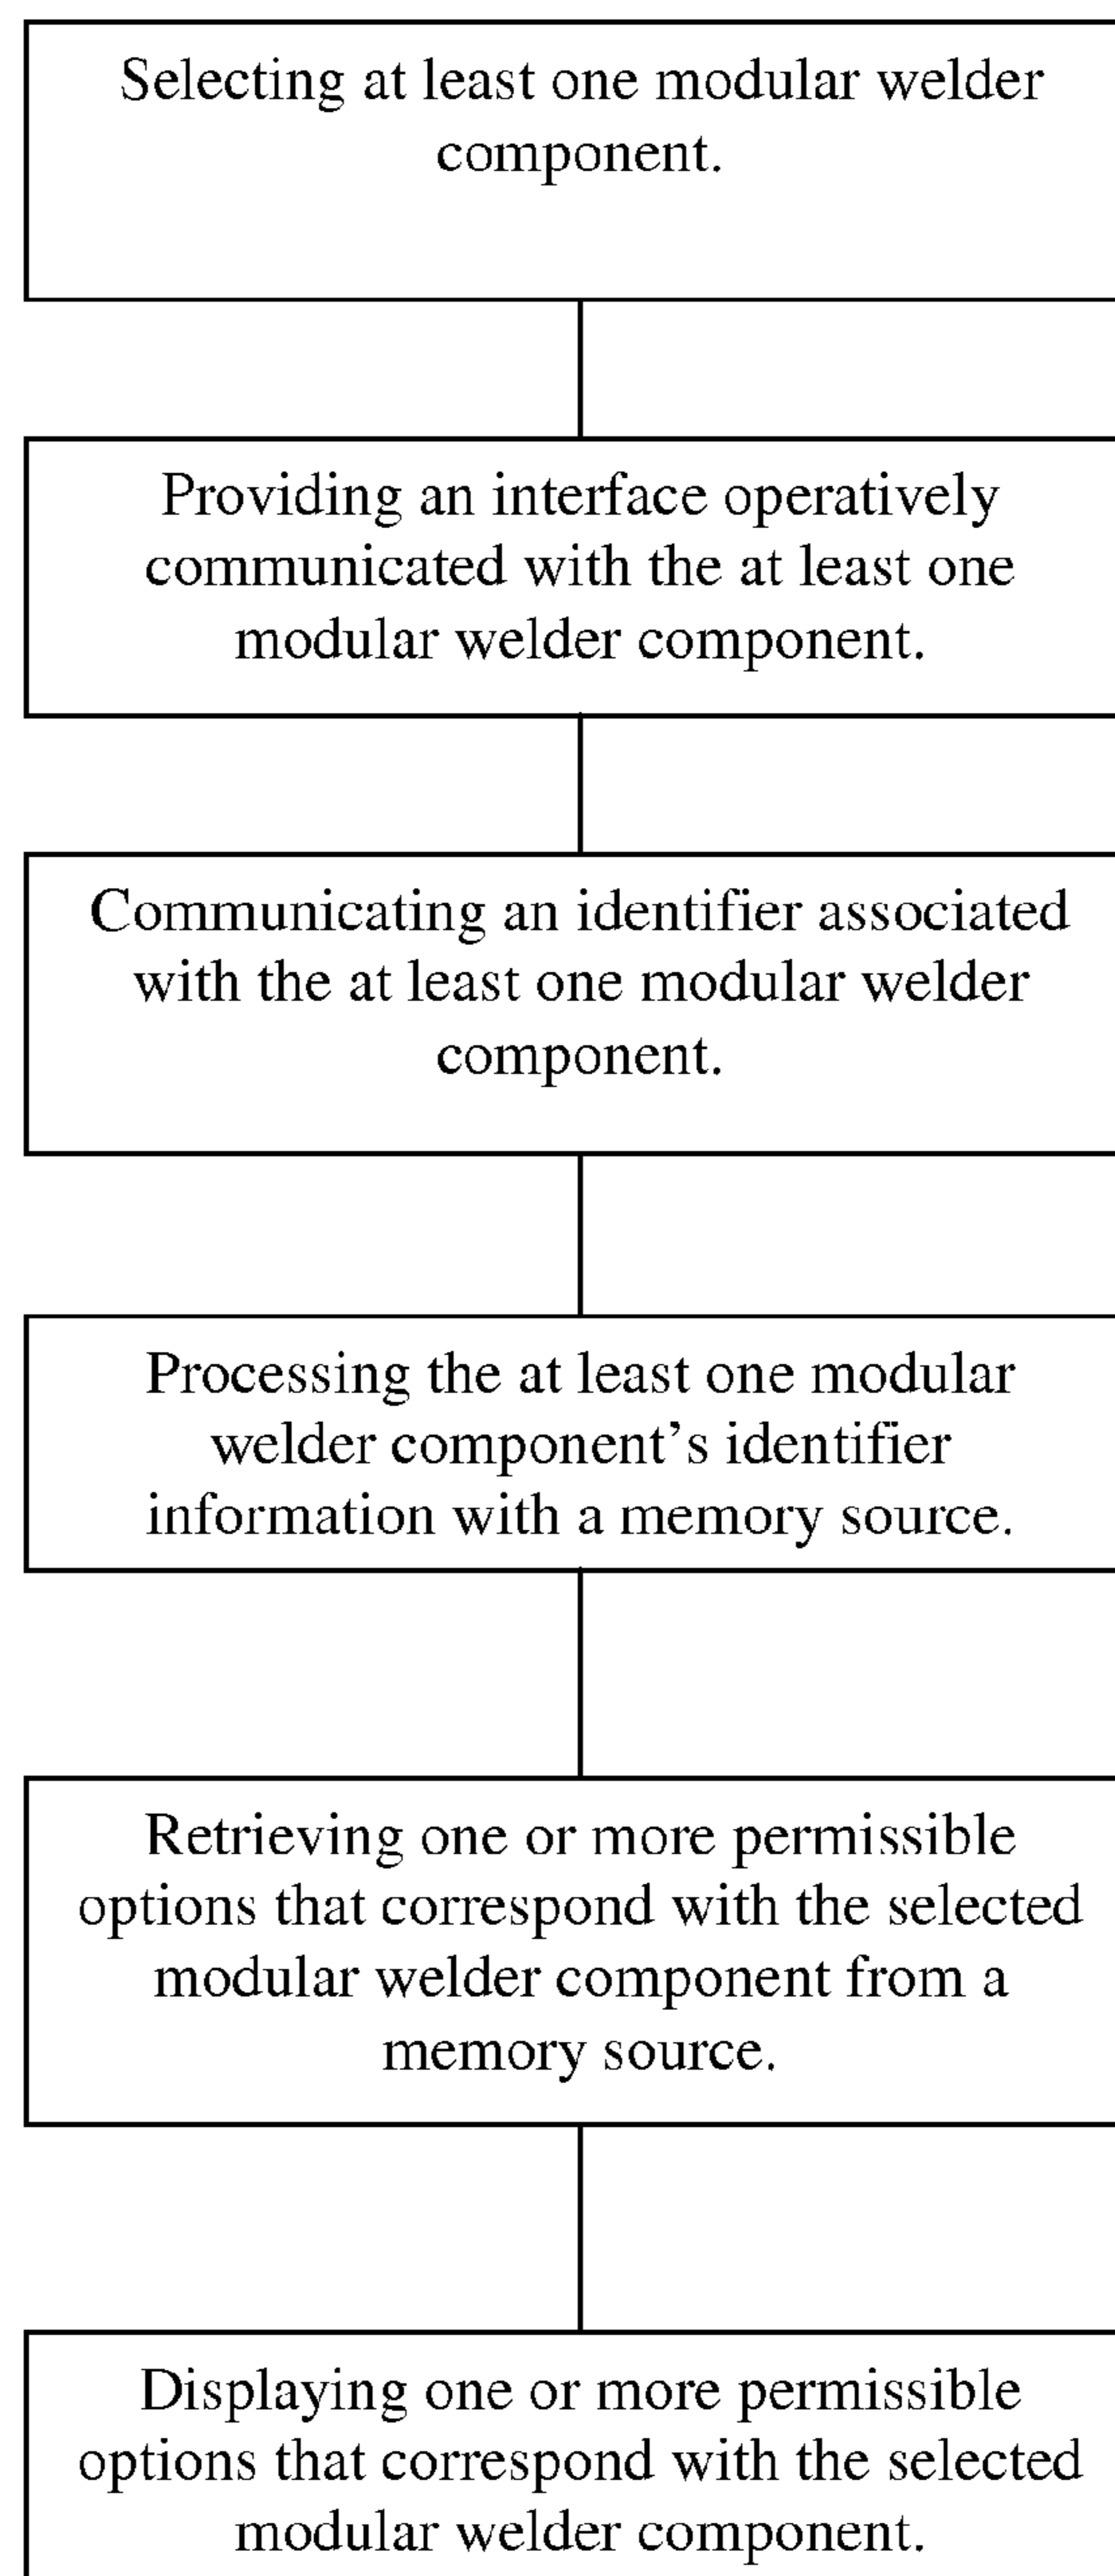 Selecting at least one modular welder
component.
Providing an interface operatively
communicated with the at least one
modular welder component.
Communicating an identifier associated
with the at least one modular welder
component.
Processing the at least one modular
welder component's identifier
information with a memory source.
Retrieving one or more permissible
options that correspond with the selected
modular welder component from a
memory source.
Displaying one or more permissible
options that correspond with the selected
modular welder component.